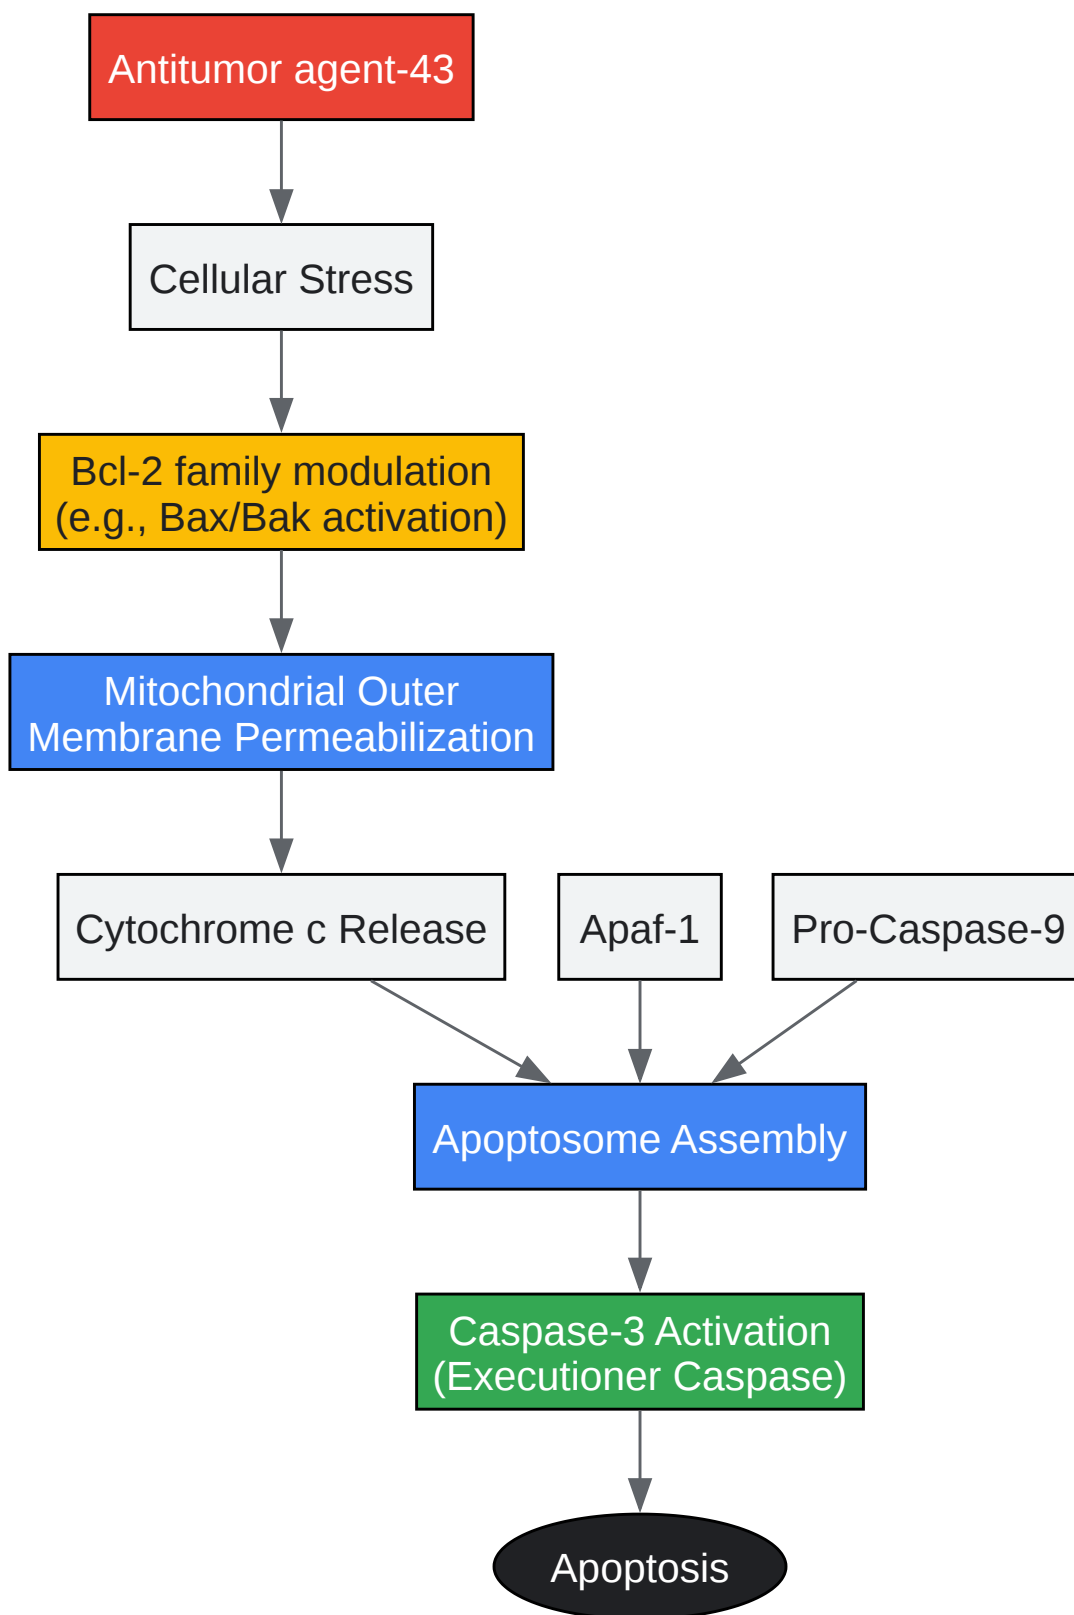 Antitumor agent-43
Cellular Stress
Bcl-2 family modulation
(e.g., Bax/Bak activation)
Mitochondrial Outer
Membrane Permeabilization
Cytochrome c Release
Apaf-1
Pro-Caspase-9
Apoptosome Assembly
Caspase-3 Activation
(Executioner Caspase)
Apoptosis